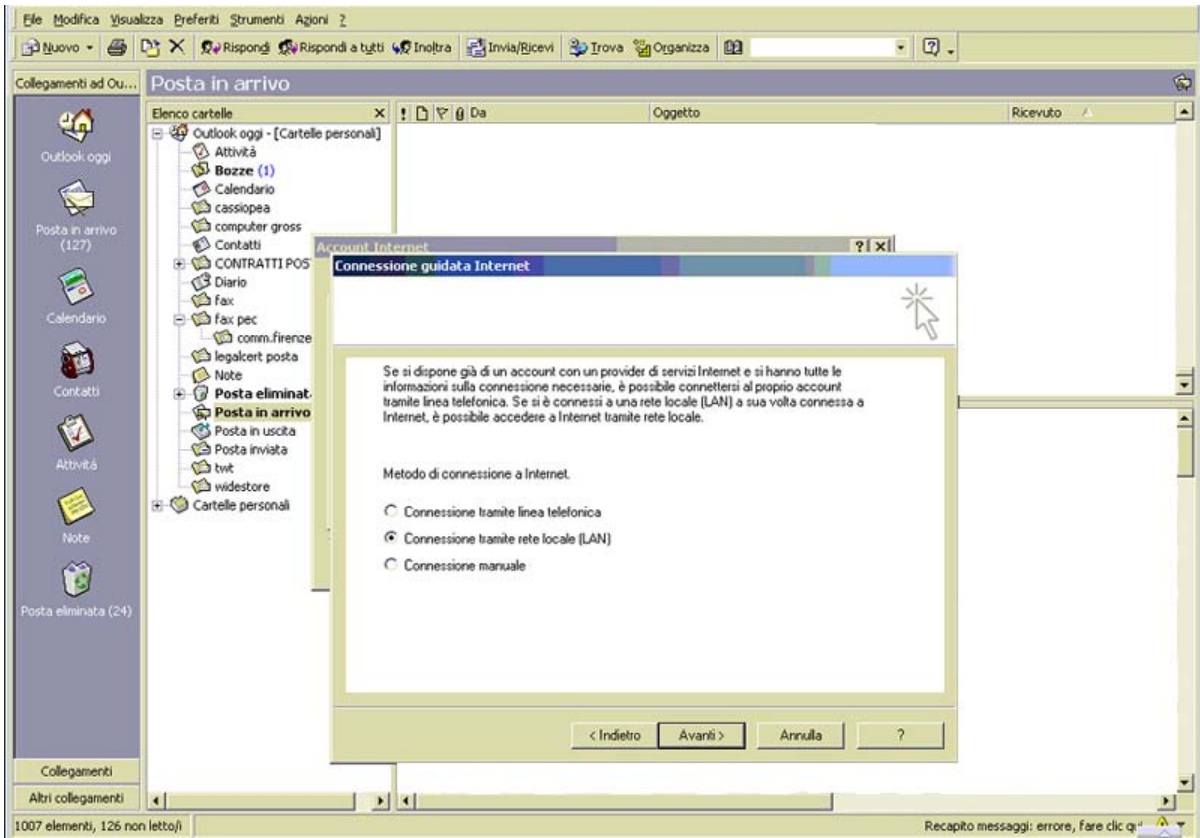 File Modifica Visualizza Preferiti Strumenti Azioni ?
Nuovo Rispondi Rispondi a tutti Inoltra Invia/Ricevi Trova Organizza
Collegamenti ad Ou...
Posta in arrivo
Outlook oggi
Posta in arrivo
(127)
Calendario
Contatti
Attività
Note
Posta eliminata (24)
Collegamenti
Altri collegamenti
Elenco cartelle
Outlook oggi - [Cartelle personali]
Attività
Bozze (1)
Calendario
cassiopea
computer gross
Contatti
CONTRATTI POS
Diario
fax
fax pec
comm.firenze
legalcert posta
Note
Posta eliminat
Posta in arrivo
Posta in uscita
Posta inviata
twt
widestore
Cartelle personali
! Da Oggetto Ricevuto
Account Internet
Connessione guidata Internet
Se si dispone già di un account con un provider di servizi Internet e si hanno tutte le
informazioni sulla connessione necessarie, è possibile connettersi al proprio account
tramite linea telefonica. Se si è connessi a una rete locale (LAN) a sua volta connessa a
Internet, è possibile accedere a Internet tramite rete locale.
Metodo di connessione a Internet.
Connessione tramite linea telefonica
Connessione tramite rete locale (LAN)
Connessione manuale
< Indietro Avanti > Annulla ?
1007 elementi, 126 non letto/i
Recapito messaggi: errore, fare clic qu